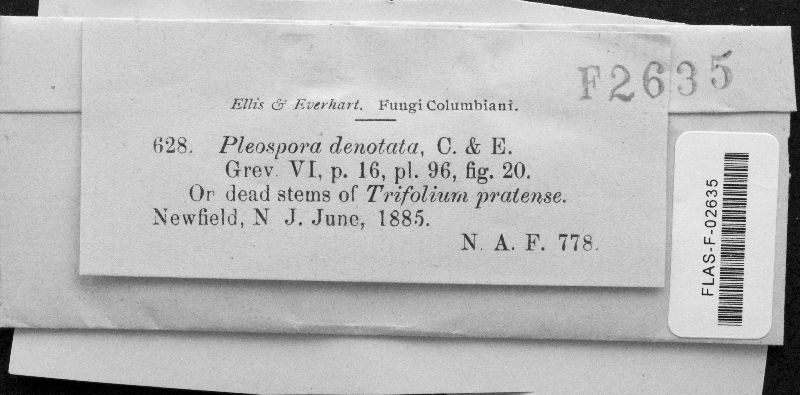 F2635
Ellis & Everhart. Fungi Columbiani.
628. Pleospora denotata, C. & E.
Grev. VI, p. 16, pl. 96, fig. 20.
On dead stems of Trifolium pratense.
Newfield, N J. June, 1885.
N. A. F. 778.
FLAS-F-02635